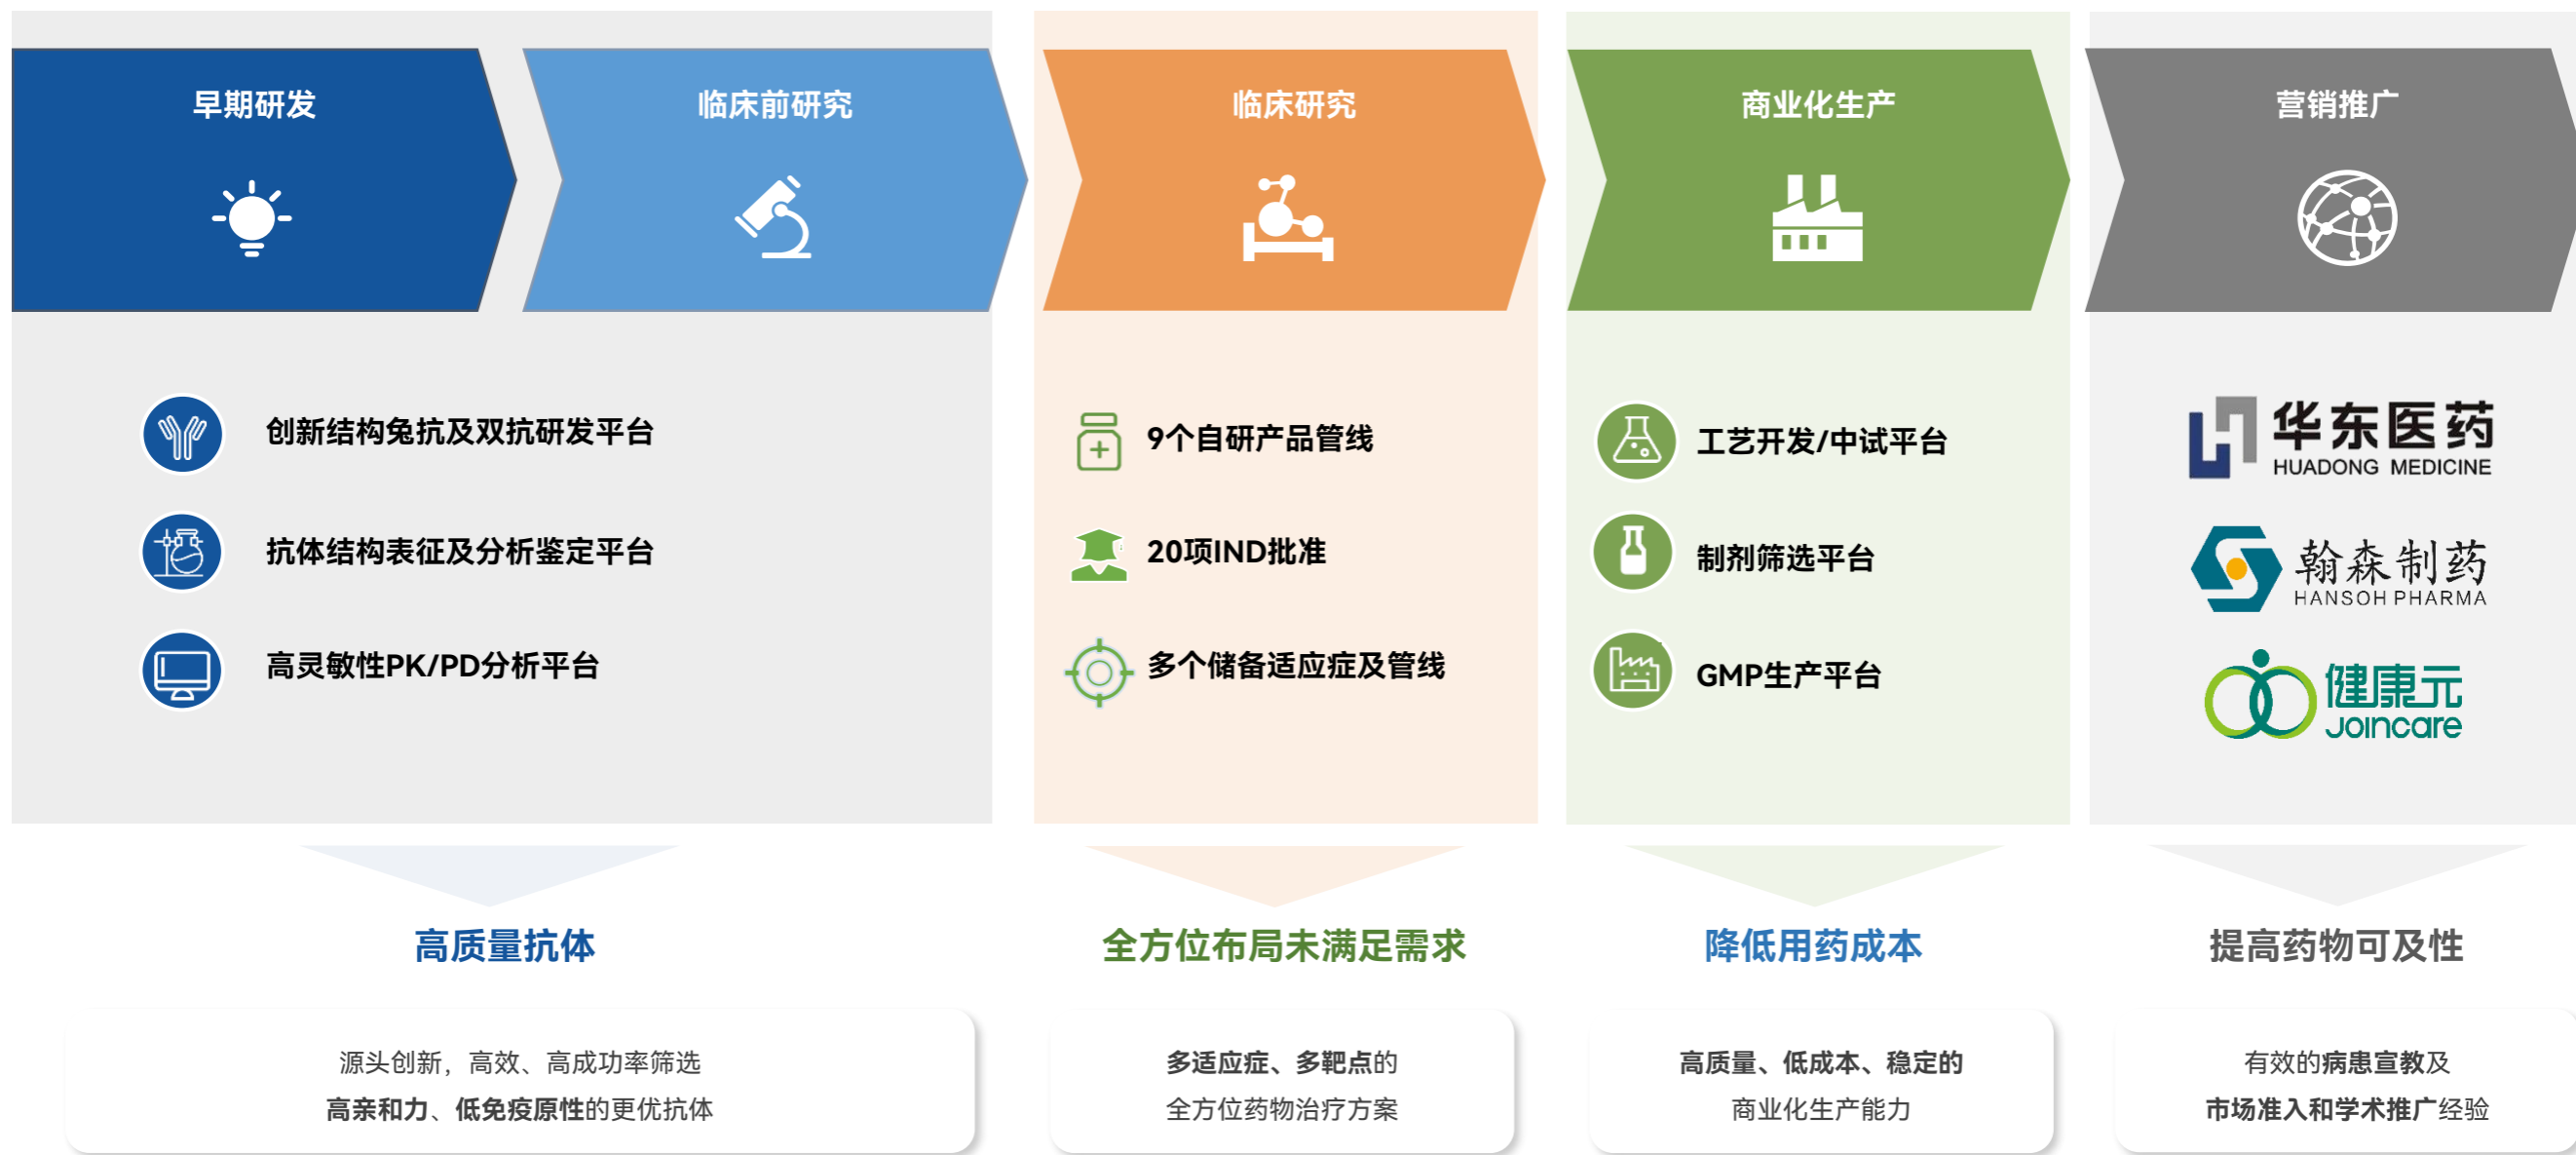 早期研发
临床前研究
临床研究
商业化生产
营销推广
创新结构兔抗及双抗研发平台
抗体结构表征及分析鉴定平台
高灵敏性PK/PD分析平台
9个自研产品管线
20项IND批准
多个储备适应症及管线
工艺开发/中试平台
制剂筛选平台
GMP生产平台
华东医药
HUADONG MEDICINE
翰森制药
HANSOH PHARMA
健康元
Joincare
高质量抗体
全方位布局未满足需求
降低用药成本
提高药物可及性
源头创新，高效、高成功率筛选
高亲和力、低免疫原性的更优抗体
多适应症、多靶点的
全方位药物治疗方案
高质量、低成本、稳定的
商业化生产能力
有效的病患宣教及
市场准入和学术推广经验